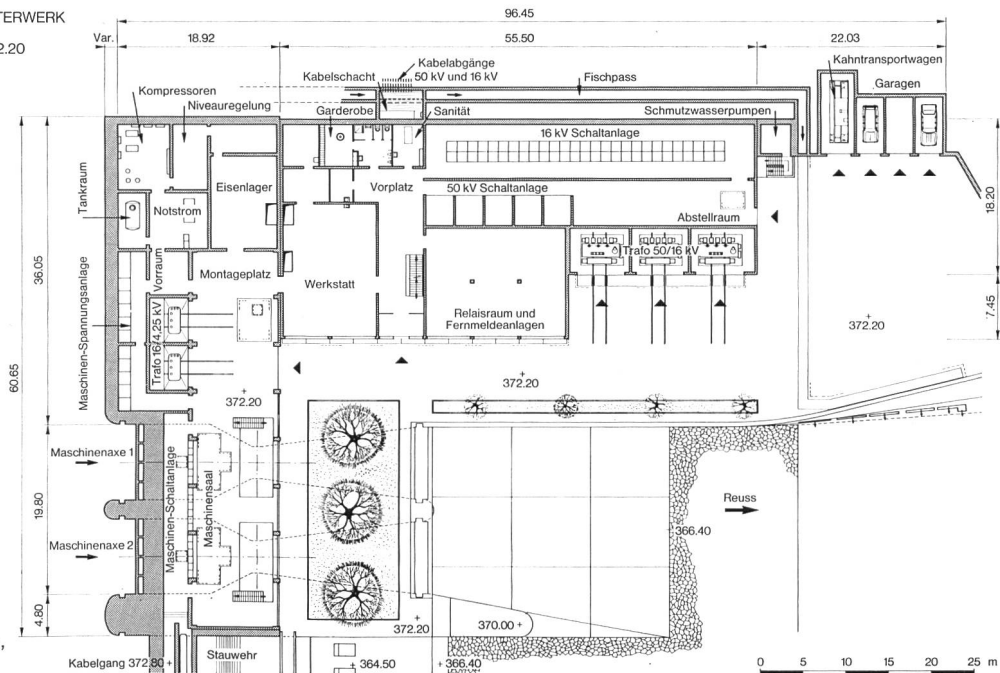 TERWERK
2.20
96.45
Var.
18.92
55.50
22.03
Kabelabgänge
50 kV und 16 kV
Kabelschacht
Fischpass
Kahntransportwagen
Garagen
Kompressoren
Niveauregelung
Garderobe
Sanität
Schmutzwasserpumpen
16 kV Schaltanlage
Eisenlager
Vorplatz
50 kV Schaltanlage
Tankraum
Notstrom
Abstellraum
18.20
36.05
Vorraum
Montageplatz
Trafo 50/16 kV
Werkstatt
Maschinen-Spannungsanlage
Trafo 16/4,25 kV
Relaisraum und
Fernmeldeanlagen
372.20
7.45
60.65
372.20
372.20
Maschinenaxe 1
Maschinen-Schaltanlage
Maschinensaal
19.80
Reuss
366.40
Maschinenaxe 2
4.80
372.20
370.00
Kabelgang 372.80
Stauwehr
364.50
366.40
0 5 10 15 20 25 m